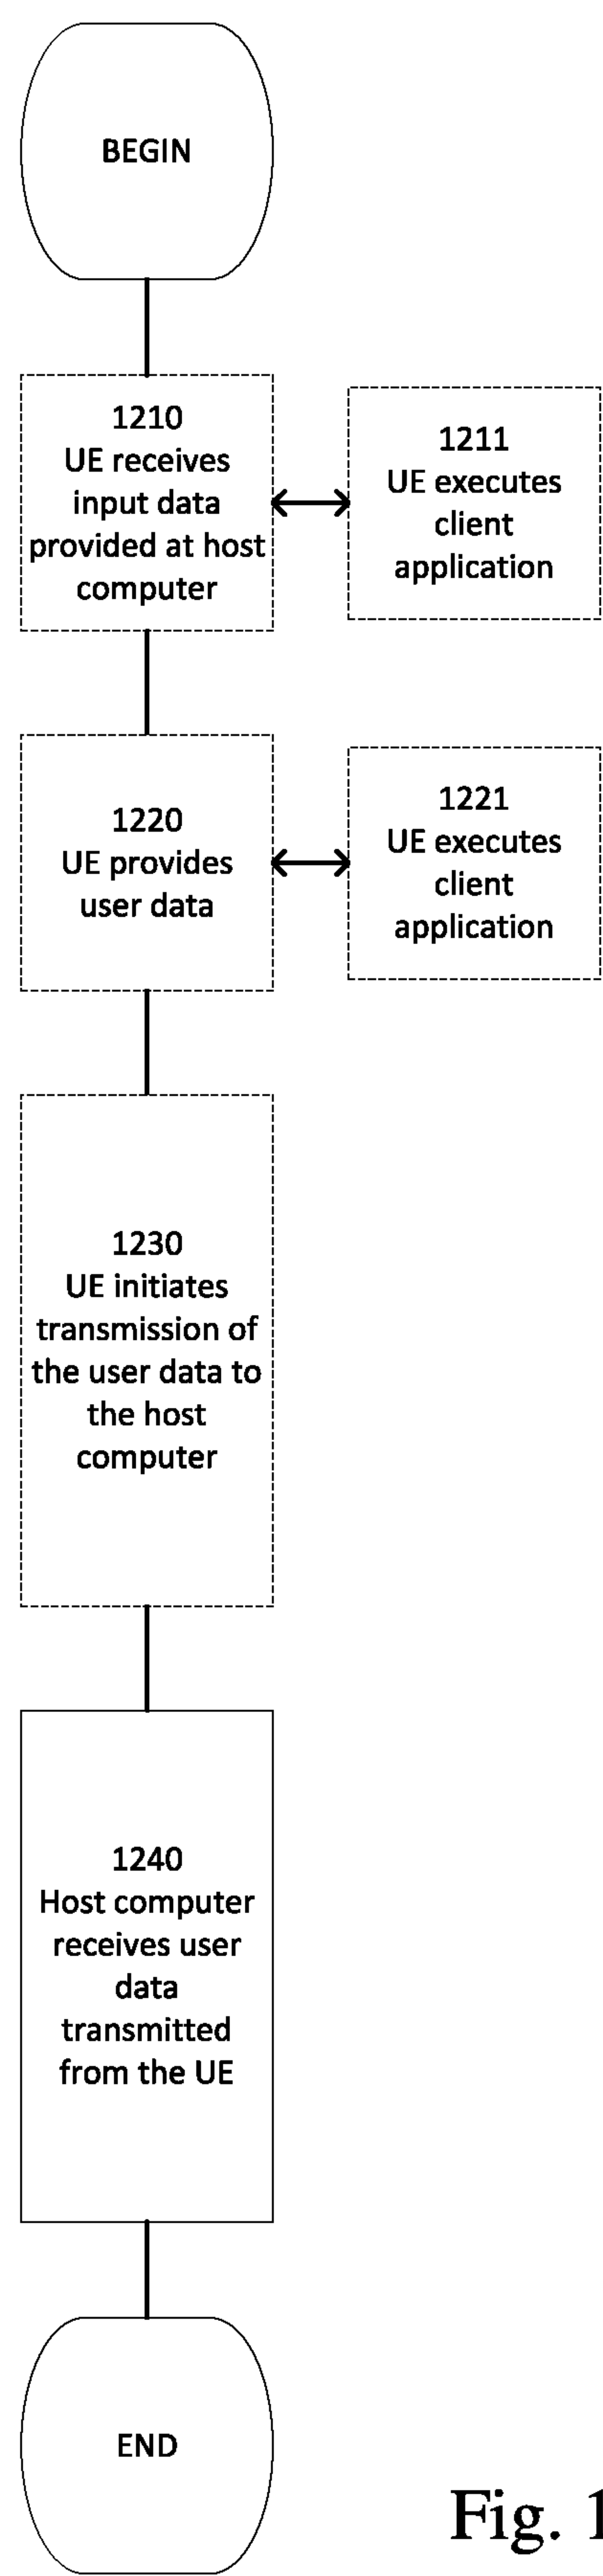 BEGIN
1210
UE receives
input data
provided at host
computer
1211
UE executes
client
application
1220
UE provides
user data
1221
UE executes
client
application
1230
UE initiates
transmission of
the user data to
the host
computer
1240
Host computer
receives user
data
transmitted
from the UE
END
Fig. 1